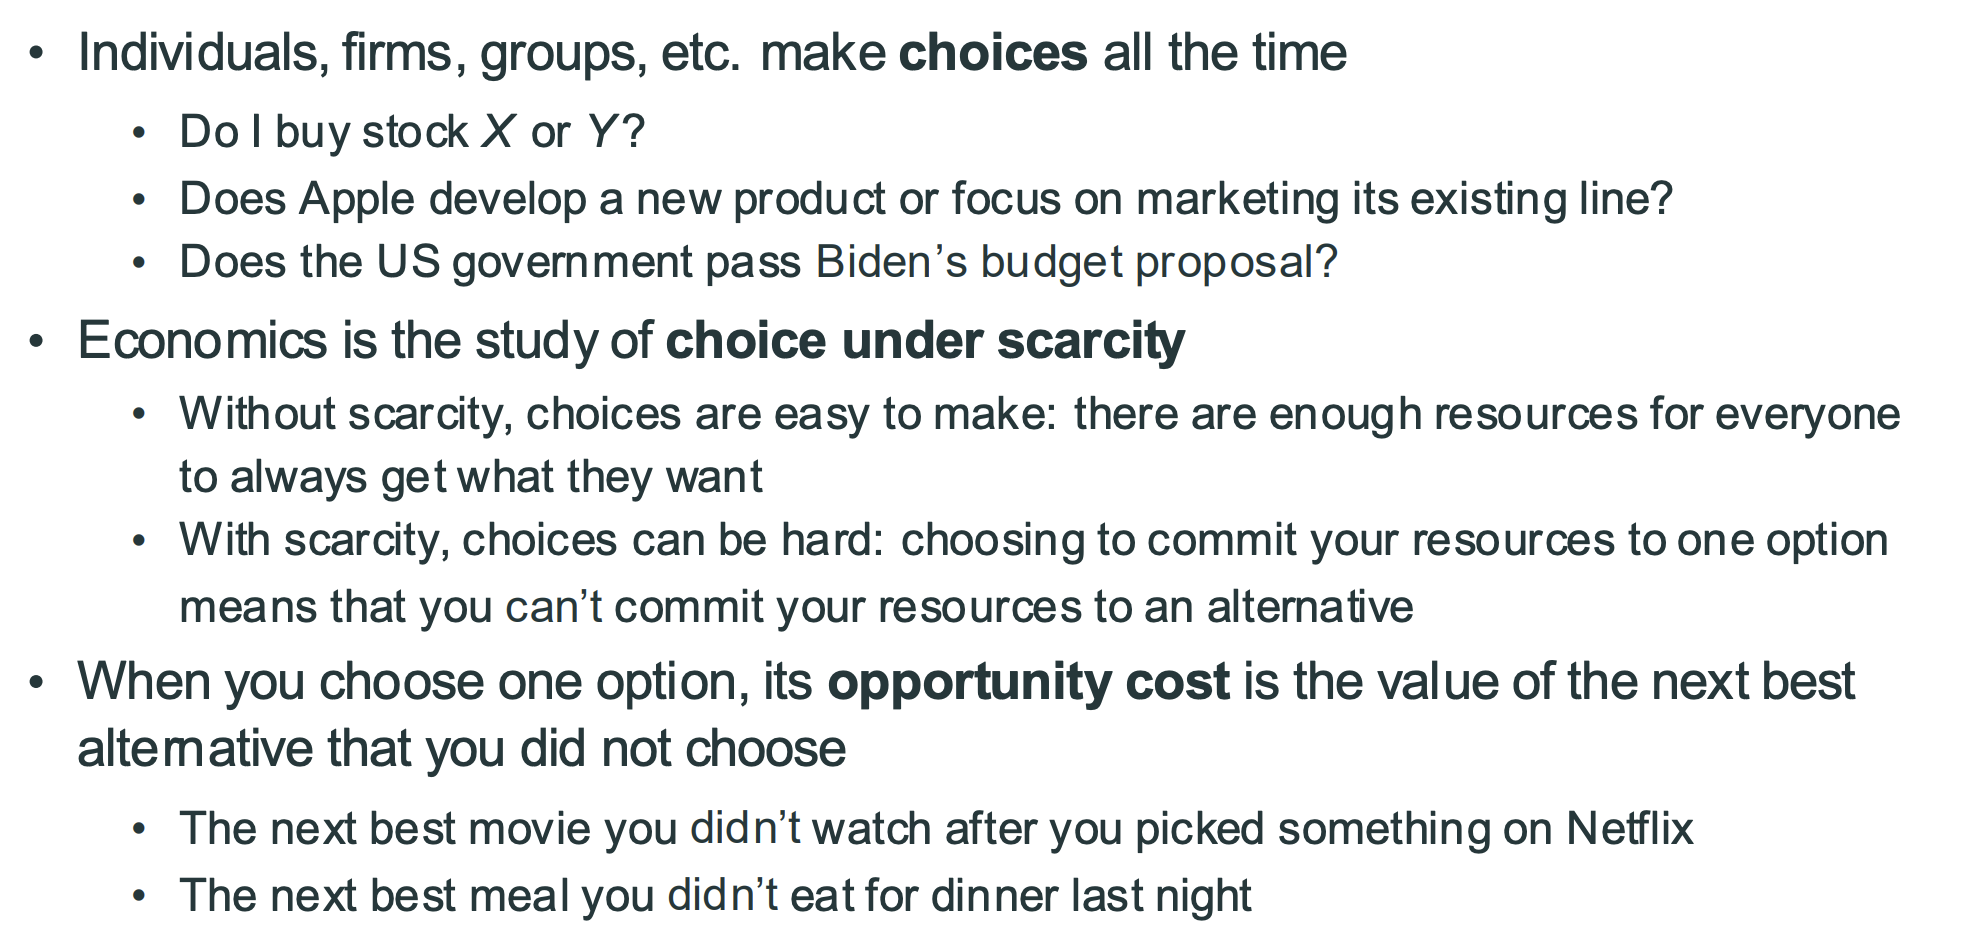 • Individuals, firms, groups, etc. make choices all the time
• Do I buy stock X or Y?
• Does Apple develop a new product or focus on marketing its existing line?
• Does the US government pass Biden’s budget proposal?
• Economics is the study of choice under scarcity
• Without scarcity, choices are easy to make: there are enough resources for everyone
to always get what they want
• With scarcity, choices can be hard: choosing to commit your resources to one option
means that you can’t commit your resources to an alternative
• When you choose one option, its opportunity cost is the value of the next best
alternative that you did not choose
• The next best movie you didn’t watch after you picked something on Netflix
• The next best meal you didn’t eat for dinner last night